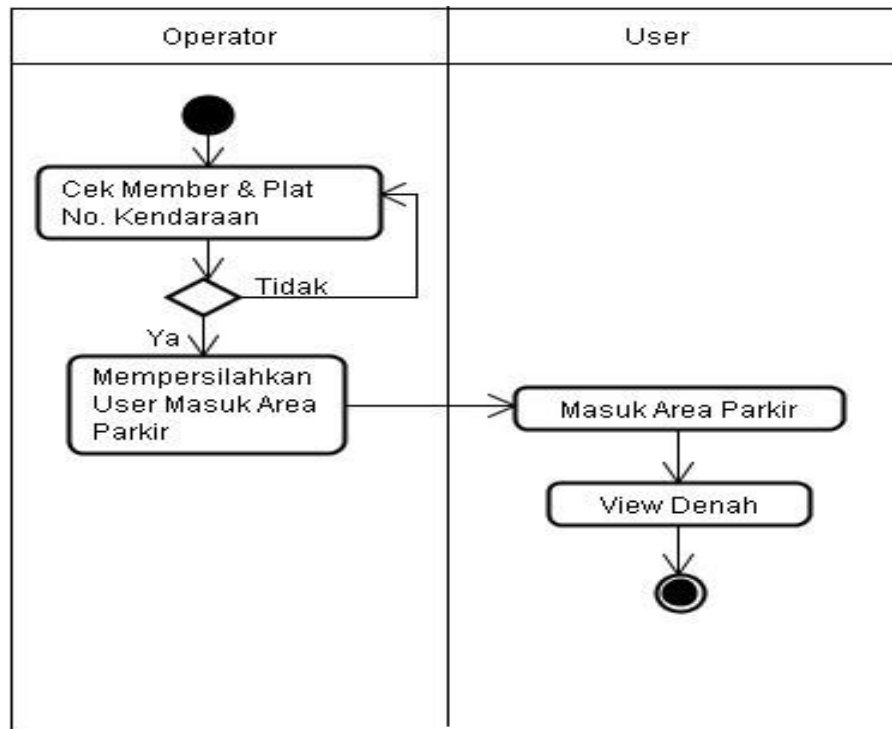 Operator
User
Cek Member & Plat
No. Kendaraan
Tidak
Ya
Mempersilahkan
User Masuk Area
Parkir
Masuk Area Parkir
View Denah